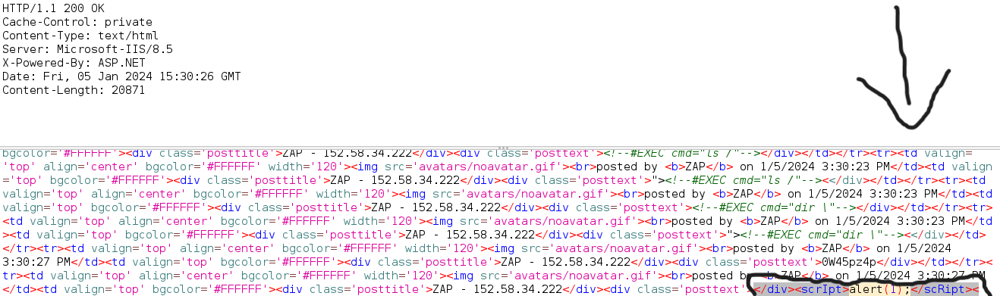 HTTP/1.1 200 OK
Cache-Control: private
Content-Type: text/html
Server: Microsoft-IIS/8.5
X-Powered-By: ASP.NET
Date: Fri, 05 Jan 2024 15:30:26 GMT
Content-Length: 20871
bgcolor='#FFFFFF'><div class='posttitle'>ZAP - 152.58.34.222</div><div class='posttext'><!--#EXEC cmd="ls /"--></div></td></tr><tr><td valign=
'top' align='center' bgcolor='#FFFFFF' width='120'><img src='avatars/noavatar.gif'><br>posted by <b>ZAP</b> on 1/5/2024 3:30:23 PM</td><td valign
='top' bgcolor='#FFFFFF'><div class='posttitle'>ZAP - 152.58.34.222</div><div class='posttext'>"><!--#EXEC cmd="ls /"--><</div></td></tr><tr><td
valign='top' align='center' bgcolor='#FFFFFF' width='120'><img src='avatars/noavatar.gif'><br>posted by <b>ZAP</b> on 1/5/2024 3:30:23 PM</td><td
valign='top' bgcolor='#FFFFFF'><div class='posttitle'>ZAP - 152.58.34.222</div><div class='posttext'><!--#EXEC cmd="dir \"--></div></td></tr><tr>
<td valign='top' align='center' bgcolor='#FFFFFF' width='120'><img src='avatars/noavatar.gif'><br>posted by <b>ZAP</b> on 1/5/2024 3:30:23 PM</td
><td valign='top' bgcolor='#FFFFFF'><div class='posttitle'>ZAP - 152.58.34.222</div><div class='posttext'>"><!--#EXEC cmd="dir \"--><</div></td>
</tr><tr><td valign='top' align='center' bgcolor='#FFFFFF' width='120'><img src='avatars/noavatar.gif'><br>posted by <b>ZAP</b> on 1/5/2024
3:30:27 PM</td><td valign='top' bgcolor='#FFFFFF'><div class='posttitle'>ZAP - 152.58.34.222</div><div class='posttext'>0W45pz4p</div></td></tr><
tr><td valign='top' align='center' bgcolor='#FFFFFF' width='120'><img src='avatars/noavatar.gif'><br>posted by <b>ZAP</b> on 1/5/2024 3:30:27 PM
</td><td valign='top' bgcolor='#FFFFFF'><div class='posttitle'>ZAP - 152.58.34.222</div><div class='posttext'></div><scrIpt>alert(1);</scRipt><